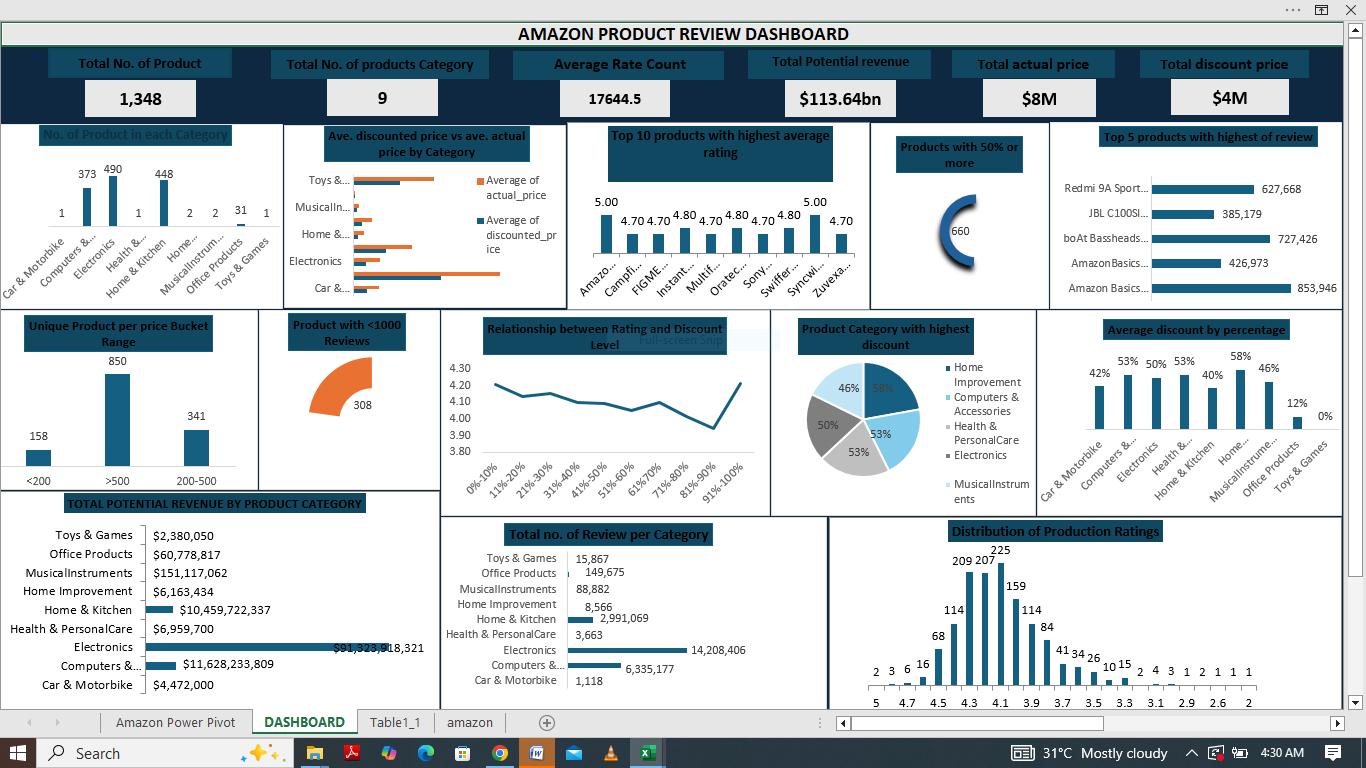 AMAZON PRODUCT REVIEW DASHBOARD
Total No. of Product
1,348
Total No. of products Category
9
Average Rate Count
17644.5
Total Potential revenue
$113.64bn
Total actual price
$8M
Total discount price
$4M
No. of Product in each Category
373
490
448
1
1
2
2
31
1
Car & Motorbike
Computers &...
Electronics
Health &...
Home & Kitchen
Home...
MusicalInstrum...
Office Products
Toys & Games
Ave. discounted price vs ave. actual
price by Category
Toys &...
MusicalIn...
Home &...
Electronics
Car &...
Average of
actual_price
Average of
discounted_pr
ice
Top 10 products with highest average
rating
5.00
4.70
4.70
4.80
4.70
4.80
4.70
4.80
5.00
4.70
Amazo...
Campfi...
FIGME...
Instant...
Multif...
Oratec...
Sony...
Swiffer...
Syncwi...
Zuvexa...
Products with 50% or
more
660
Top 5 products with highest of review
Redmi 9A Sport...
627,668
JBL C100SI...
385,179
boAt Bassheads...
727,426
AmazonBasics...
426,973
Amazon Basics...
853,946
Unique Product per price Bucket
Range
850
341
158
<200
>500
200-500
Product with <1000
Reviews
308
Relationship between Rating and Discount
Level
Full-screen Snip
4.30
4.20
4.10
4.00
3.90
3.80
0%-10%
11%-20%
21%-30%
31%-40%
41%-50%
51%-60%
61%70%
71%-80%
81%-90%
91%-100%
Product Category with highest
discount
46%
58%
50%
53%
53%
Home
Improvement
Computers &
Accessories
Health &
PersonalCare
Electronics
MusicalInstrum
ents
Average discount by percentage
42%
53%
50%
53%
40%
58%
46%
12%
0%
Car & Motorbike
Computers &...
Electronics
Health &...
Home & Kitchen
Home...
MusicalInstrume...
Office Products
Toys & Games
TOTAL POTENTIAL REVENUE BY PRODUCT CATEGORY
Toys & Games $2,380,050
Office Products $60,778,817
MusicalInstruments $151,117,062
Home Improvement $6,163,434
Home & Kitchen $10,459,722,337
Health & PersonalCare $6,959,700
Electronics $91,323,918,321
Computers &... $11,628,233,809
Car & Motorbike $4,472,000
Total no. of Review per Category
Toys & Games 15,867
Office Products 149,675
MusicalInstruments 88,882
Home Improvement 8,566
Home & Kitchen 2,991,069
Health & PersonalCare 3,663
Electronics 14,208,406
Computers &... 6,335,177
Car & Motorbike 1,118
Distribution of Production Ratings
2 3 6 16 68 114 209 207 225 159 114 84 41 34 26 10 15 2 4 3 1 2 1 1 1
5 4.7 4.5 4.3 4.1 3.9 3.7 3.5 3.3 3.1 2.9 2.6 2
Amazon Power Pivot
DASHBOARD
Table1_1
amazon
Search
31°C Mostly cloudy
4:30 AM